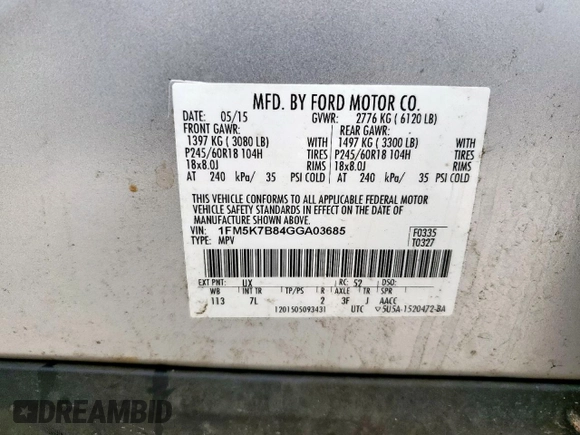 MFD. BY FORD MOTOR CO.
DATE: 05/15 GVWR: 2776 KG ( 6120 LB)
FRONT GAWR: REAR GAWR:
1397 KG ( 3080 LB) WITH 1497 KG ( 3300 LB) WITH
P245/60R18 104H TIRES P245/60R18 104H TIRES
18x8.0J RIMS 18x8.0J RIMS
AT 240 kPa/ 35 PSI COLD AT 240 kPa/ 35 PSI COLD
THIS VEHICLE CONFORMS TO ALL APPLICABLE FEDERAL MOTOR
VEHICLE SAFETY STANDARDS IN EFFECT ON THE DATE OF
MANUFACTURE SHOWN ABOVE.
VIN: 1FM5K7B84GGA03685 F0335
TYPE: MPV T0327
EXT PNT: UX RC: 52 DSO:
WB INT TR TP/PS R AXLE TR SPR
113 7L 2 3F J AACC
1201505093431 UTC ▽5U5A-1520472-BA
DREAMBID